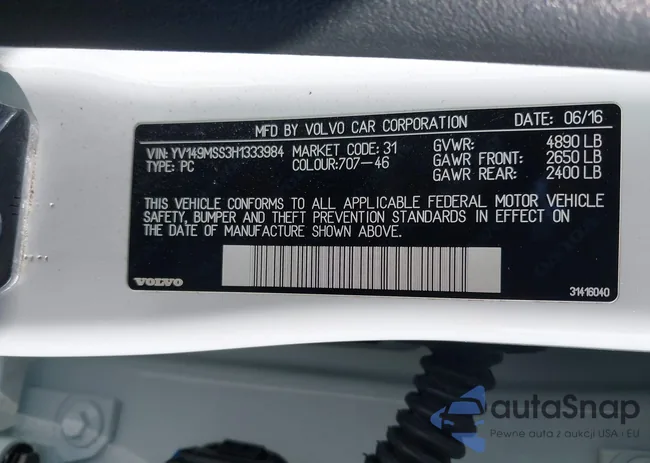 MFD BY VOLVO CAR CORPORATION DATE: 06/16
VIN: YV149MSS3H1333984 MARKET CODE: 31 GVWR: 4890 LB
TYPE: PC COLOUR:707-46 GAWR FRONT: 2650 LB
GAWR REAR: 2400 LB
THIS VEHICLE CONFORMS TO ALL APPLICABLE FEDERAL MOTOR VEHICLE
SAFETY, BUMPER AND THEFT PREVENTION STANDARDS IN EFFECT ON
THE DATE OF MANUFACTURE SHOWN ABOVE.
VOLVO 31416040
autaSnap
Pewne auta z aukcji USA i EU